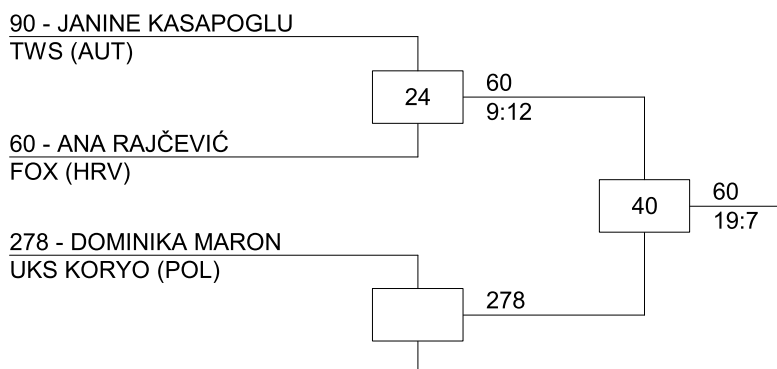 90 - JANINE KASAPOGLU
TWS (AUT)
24
60
9:12
60 - ANA RAJČEVIĆ
FOX (HRV)
40
60
19:7
278 - DOMINIKA MARON
UKS KORYO (POL)
278